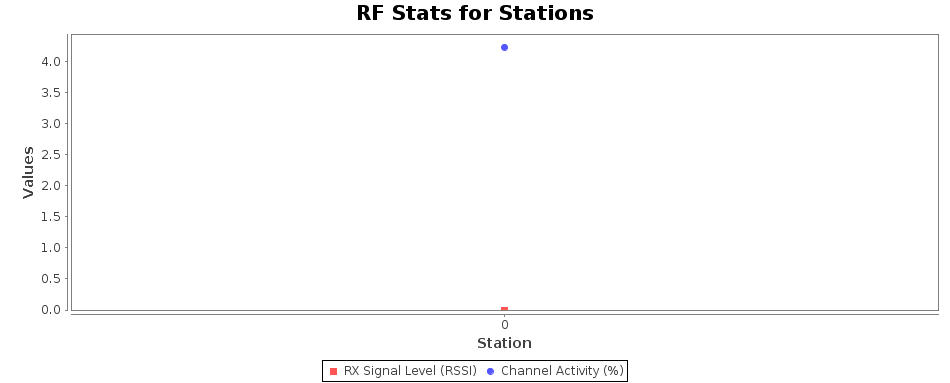 RF Stats for Stations
Values
4.0
3.5
3.0
2.5
2.0
1.5
1.0
0.5
0.0
0
Station
RX Signal Level (RSSI) Channel Activity (%)